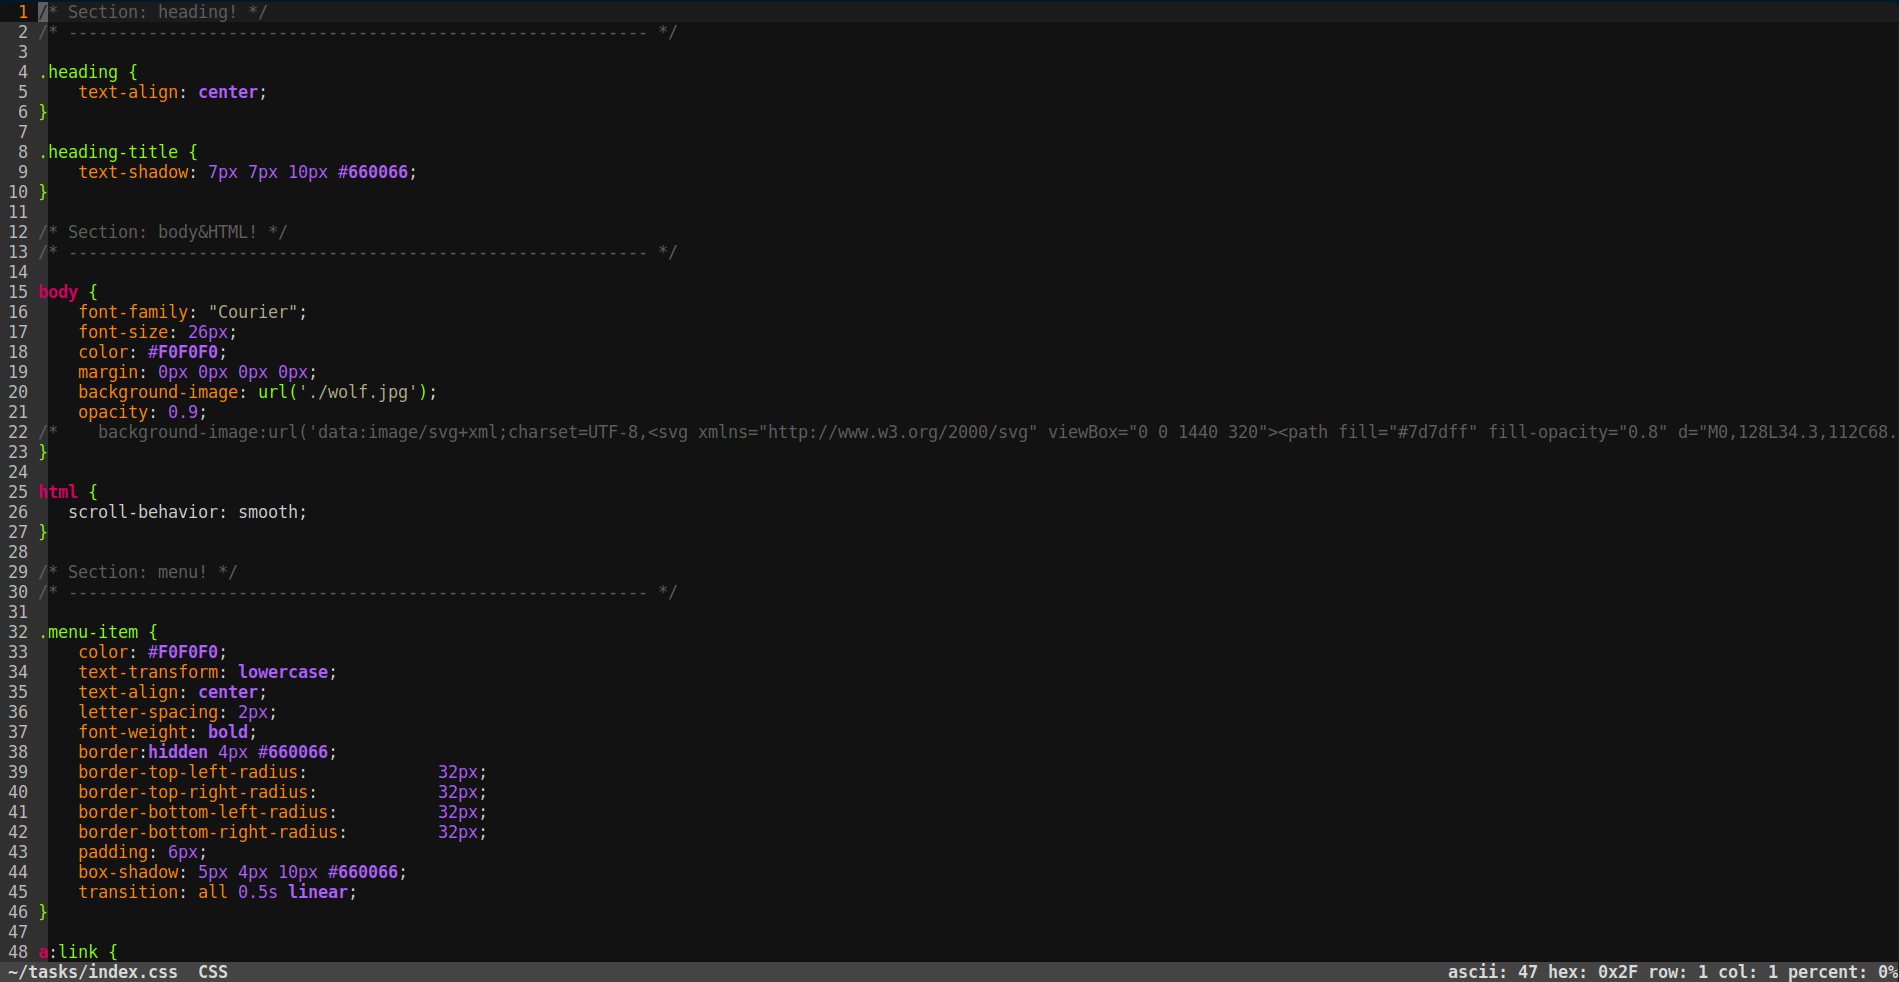 1 /* Section: heading! */
2 /* ---------------------------------------------------------- */
3
4 .heading {
5     text-align: center;
6 }
7
8 .heading-title {
9     text-shadow: 7px 7px 10px #660066;
10 }
11
12 /* Section: body&HTML! */
13 /* ---------------------------------------------------------- */
14
15 body {
16     font-family: "Courier";
17     font-size: 26px;
18     color: #F0F0F0;
19     margin: 0px 0px 0px 0px;
20     background-image: url('./wolf.jpg');
21     opacity: 0.9;
22 /*    background-image:url('data:image/svg+xml;charset=UTF-8,<svg xmlns="http://www.w3.org/2000/svg" viewBox="0 0 1440 320"><path fill="#7d7dff" fill-opacity="0.8" d="M0,128L34.3,112C68.
23 }
24
25 html {
26    scroll-behavior: smooth;
27 }
28
29 /* Section: menu! */
30 /* ---------------------------------------------------------- */
31
32 .menu-item {
33     color: #F0F0F0;
34     text-transform: lowercase;
35     text-align: center;
36     letter-spacing: 2px;
37     font-weight: bold;
38     border:hidden 4px #660066;
39     border-top-left-radius:             32px;
40     border-top-right-radius:            32px;
41     border-bottom-left-radius:          32px;
42     border-bottom-right-radius:         32px;
43     padding: 6px;
44     box-shadow: 5px 4px 10px #660066;
45     transition: all 0.5s linear;
46 }
47
48 a:link {
~/tasks/index.css  CSS ascii: 47 hex: 0x2F row: 1 col: 1 percent: 0%